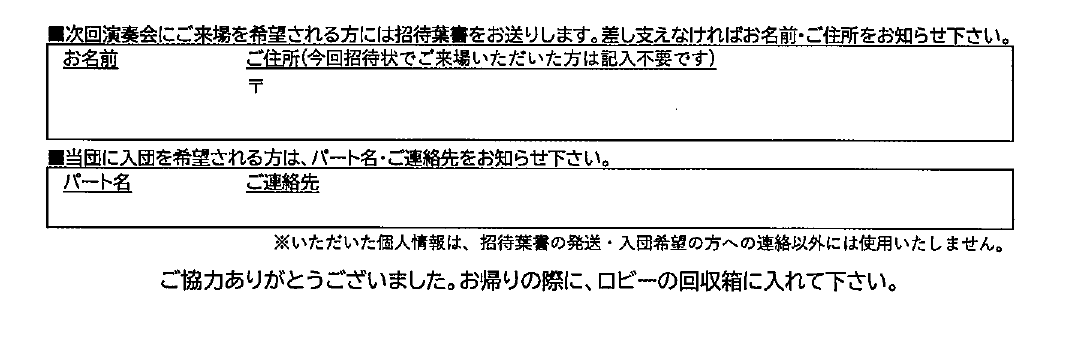 ■次回演奏会にご来場を希望される方には招待葉書をお送りします。差し支えなければお名前・ご住所をお知らせ下さい。
お名前 ご住所(今回招待状でご来場いただいた方は記入不要です)
〒
■当団に入団を希望される方は、パート名・ご連絡先をお知らせ下さい。
パート名 ご連絡先
※いただいた個人情報は、招待葉書の発送・入団希望の方への連絡以外には使用いたしません。
ご協力ありがとうございました。お帰りの際に、ロビーの回収箱に入れて下さい。